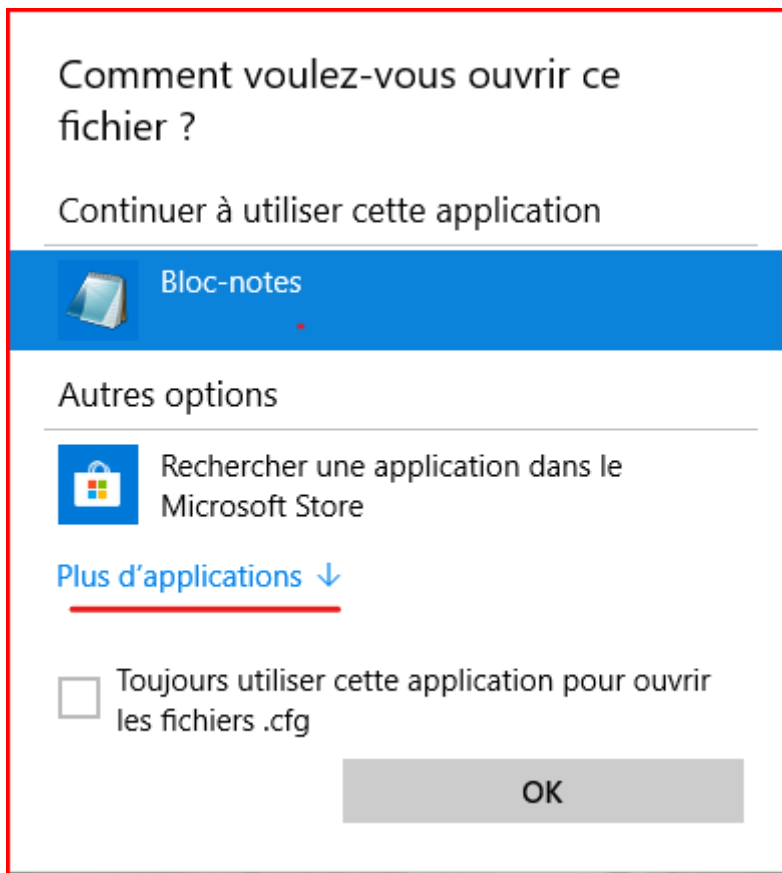 Comment voulez-vous ouvrir ce
fichier ?
Continuer à utiliser cette application
Bloc-notes
Autres options
Rechercher une application dans le
Microsoft Store
Plus d’applications ↓
Toujours utiliser cette application pour ouvrir
les fichiers .cfg
OK